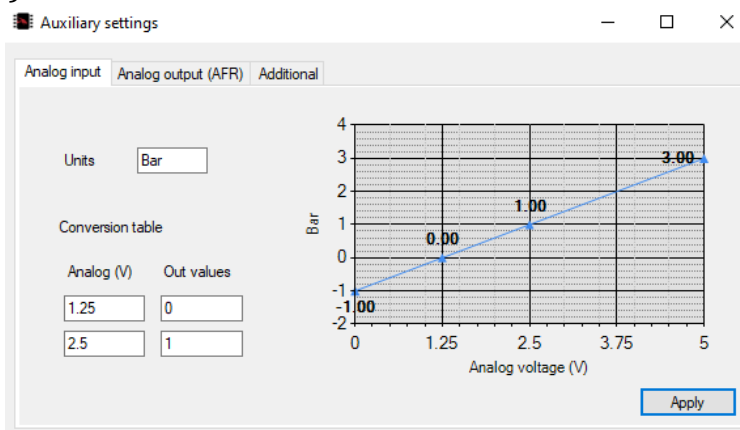 Auxiliary settings
Analog input Analog output (AFR) Additional
Units Bar
Conversion table
Analog (V) Out values
1.25 0
2.5 1
4
3
2
1
0
-1
-2
Bar
3.00
1.00
0.00
-1.00
0 1.25 2.5 3.75 5
Analog voltage (V)
Apply